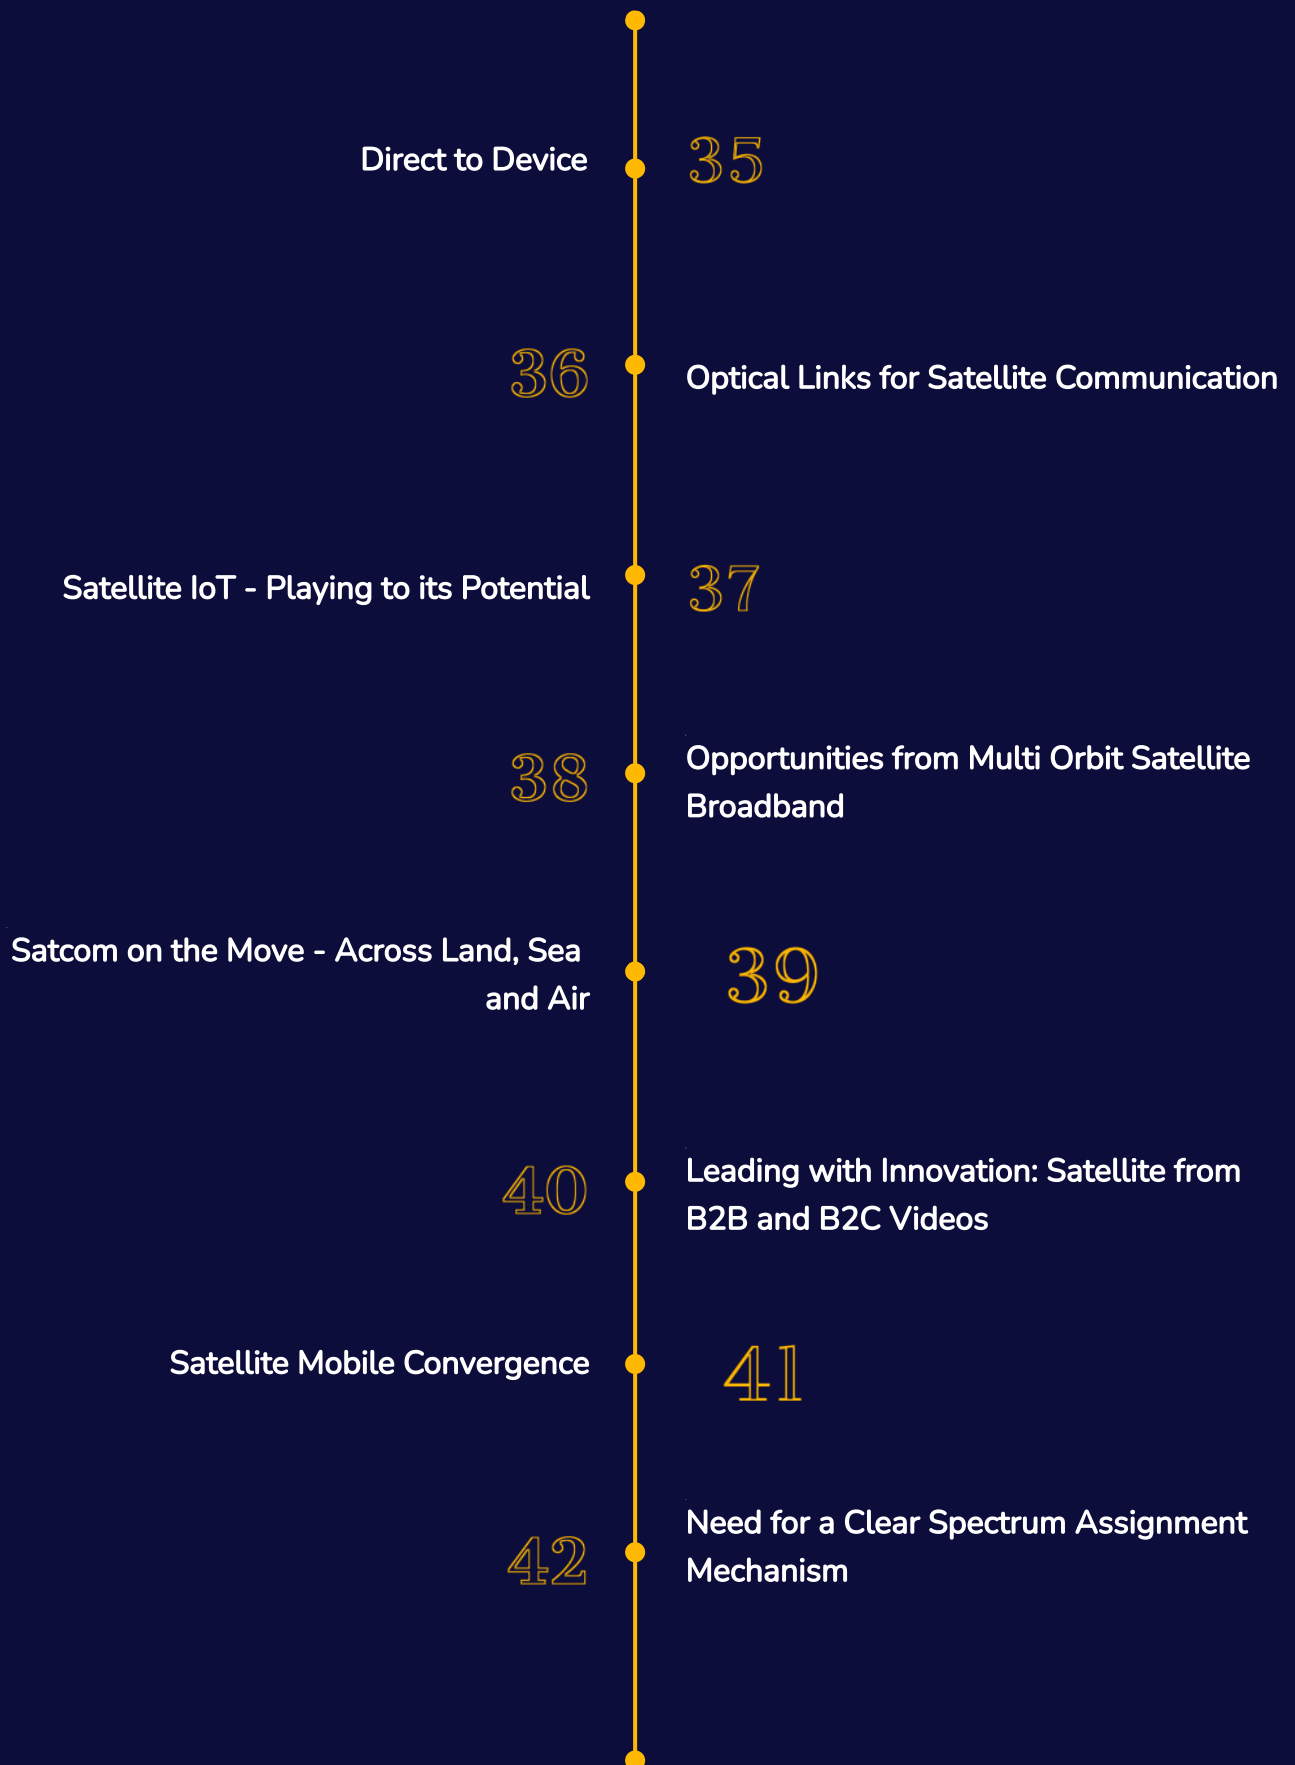 Direct to Device
35
36
Optical Links for Satellite Communication
Satellite IoT - Playing to its Potential
37
38
Opportunities from Multi Orbit Satellite
Broadband
Satcom on the Move - Across Land, Sea
and Air
39
40
Leading with Innovation: Satellite from
B2B and B2C Videos
Satellite Mobile Convergence
41
42
Need for a Clear Spectrum Assignment
Mechanism